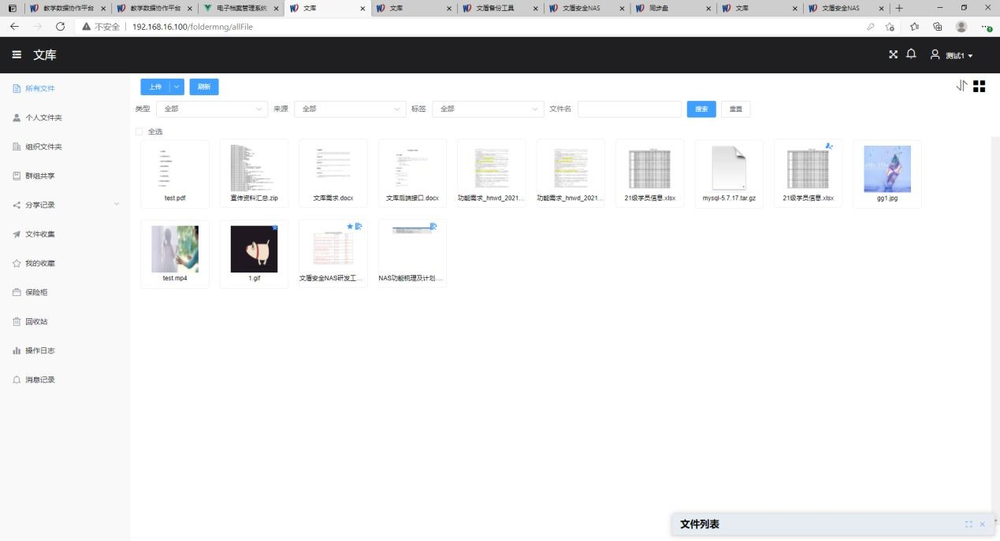 教学数据协作平台
教学数据协作平台
电子档案管理系统
文库
文库
文盾备份工具
文盾安全NAS
同步盘
文库
文盾安全NAS
不安全 192.168.16.100/foldermng/allFile
文库
测试1
所有文件
个人文件夹
组织文件夹
群组共享
分享记录
文件收集
我的收藏
保险柜
回收站
操作日志
消息记录
上传 刷新
类型 全部 来源 全部 标签 全部 文件名 搜索 重置
全选
test.pdf
宣传资料汇总.zip
文库需求.docx
文库后端接口.docx
功能需求_hnwd_2021...
功能需求_hnwd_2021...
21级学员信息.xlsx
mysql-5.7.17.tar.gz
21级学员信息.xlsx
gg1.jpg
test.mp4
1.gif
文盾安全NAS研发工...
NAS功能梳理及计划....
文件列表